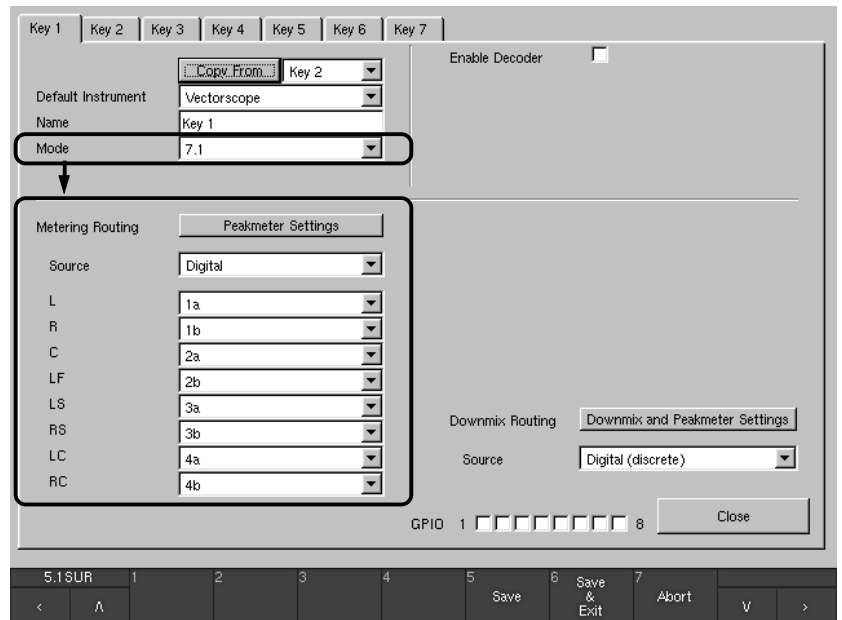 Key 1 Key 2 Key 3 Key 4 Key 5 Key 6 Key 7
Copy From Key 2 Enable Decoder
Default Instrument Vectorscope
Name Key 1
Mode 7.1
Metering Routing Peakmeter Settings
Source Digital
L 1a
R 1b
C 2a
LF 2b
LS 3a
RS 3b
LC 4a
RC 4b
Downmix Routing Downmix and Peakmeter Settings
Source Digital (discrete)
GPIO 1 8 Close
5.1SUR 1 2 3 4 5 Save 6 Save & Exit 7 Abort
< Λ V >